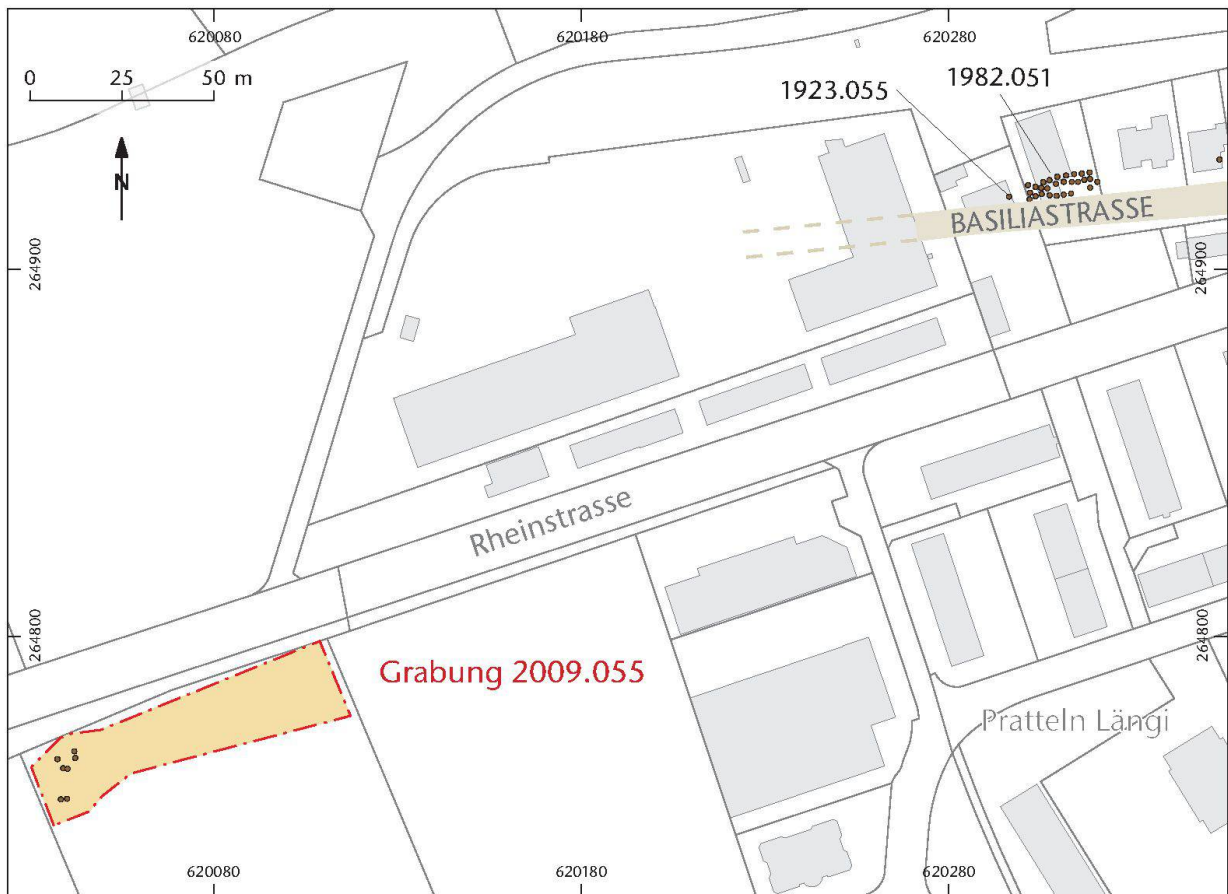 620080
620180
620280
0 25 50 m
1982.051
1923.055
N
BASILIASTRASSE
264900
264900
Rheinstrasse
264800
264800
Grabung 2009.055
Pratteln Längi
620080
620180
620280